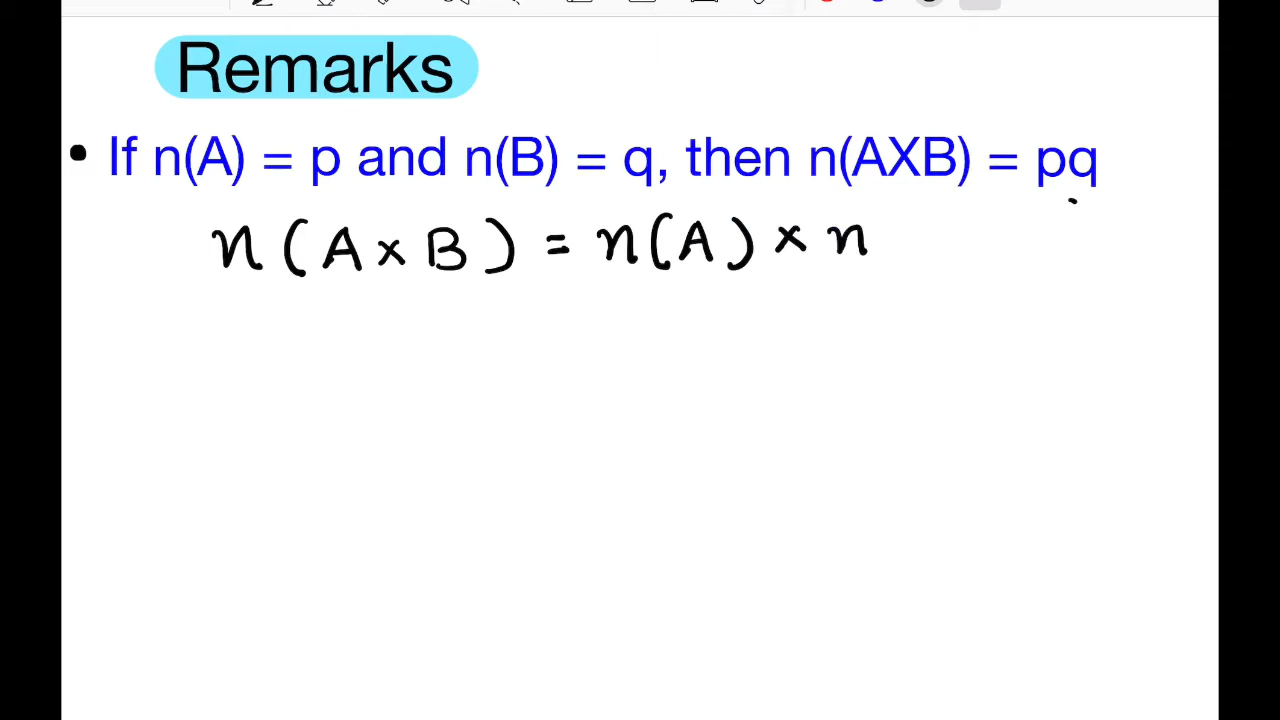 Remarks
• If n(A) = p and n(B) = q, then n(AXB) = pq
n(A×B) = n(A) × n